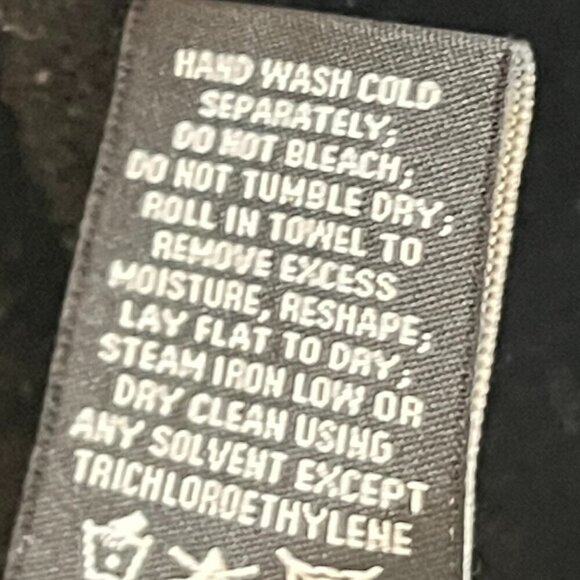 HAND WASH COLD
SEPARATELY;
DO NOT BLEACH;
DO NOT TUMBLE DRY;
ROLL IN TOWEL TO
REMOVE EXCESS
MOISTURE, RESHAPE;
LAY FLAT TO DRY;
STEAM IRON LOW OR
DRY CLEAN USING
ANY SOLVENT EXCEPT
TRICHLOROETHYLENE